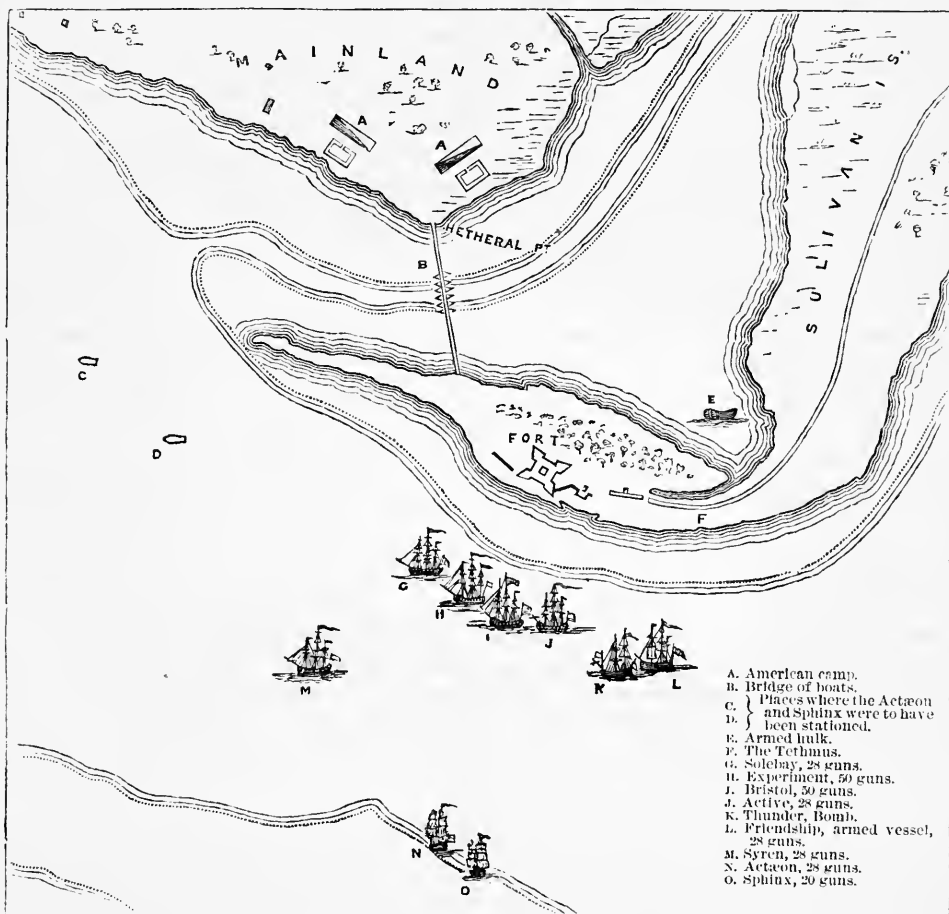 MAINLAND
A
A
HETHERAL PT
B
SULLIVAN'S IS
C
D
E
FORT
F
G
H
I
J
K
L
M
N
O
A. American camp.
B. Bridge of boats.
C. } Places where the Actæon
D. } and Sphinx were to have
been stationed.
E. Armed hulk.
F. The Tethmus.
G. Solebay, 28 guns.
H. Experiment, 50 guns.
J. Bristol, 50 guns.
J. Active, 28 guns.
K. Thunder, Bomb.
L. Friendship, armed vessel,
28 guns.
M. Syren, 28 guns.
N. Actæon, 28 guns.
O. Sphinx, 20 guns.